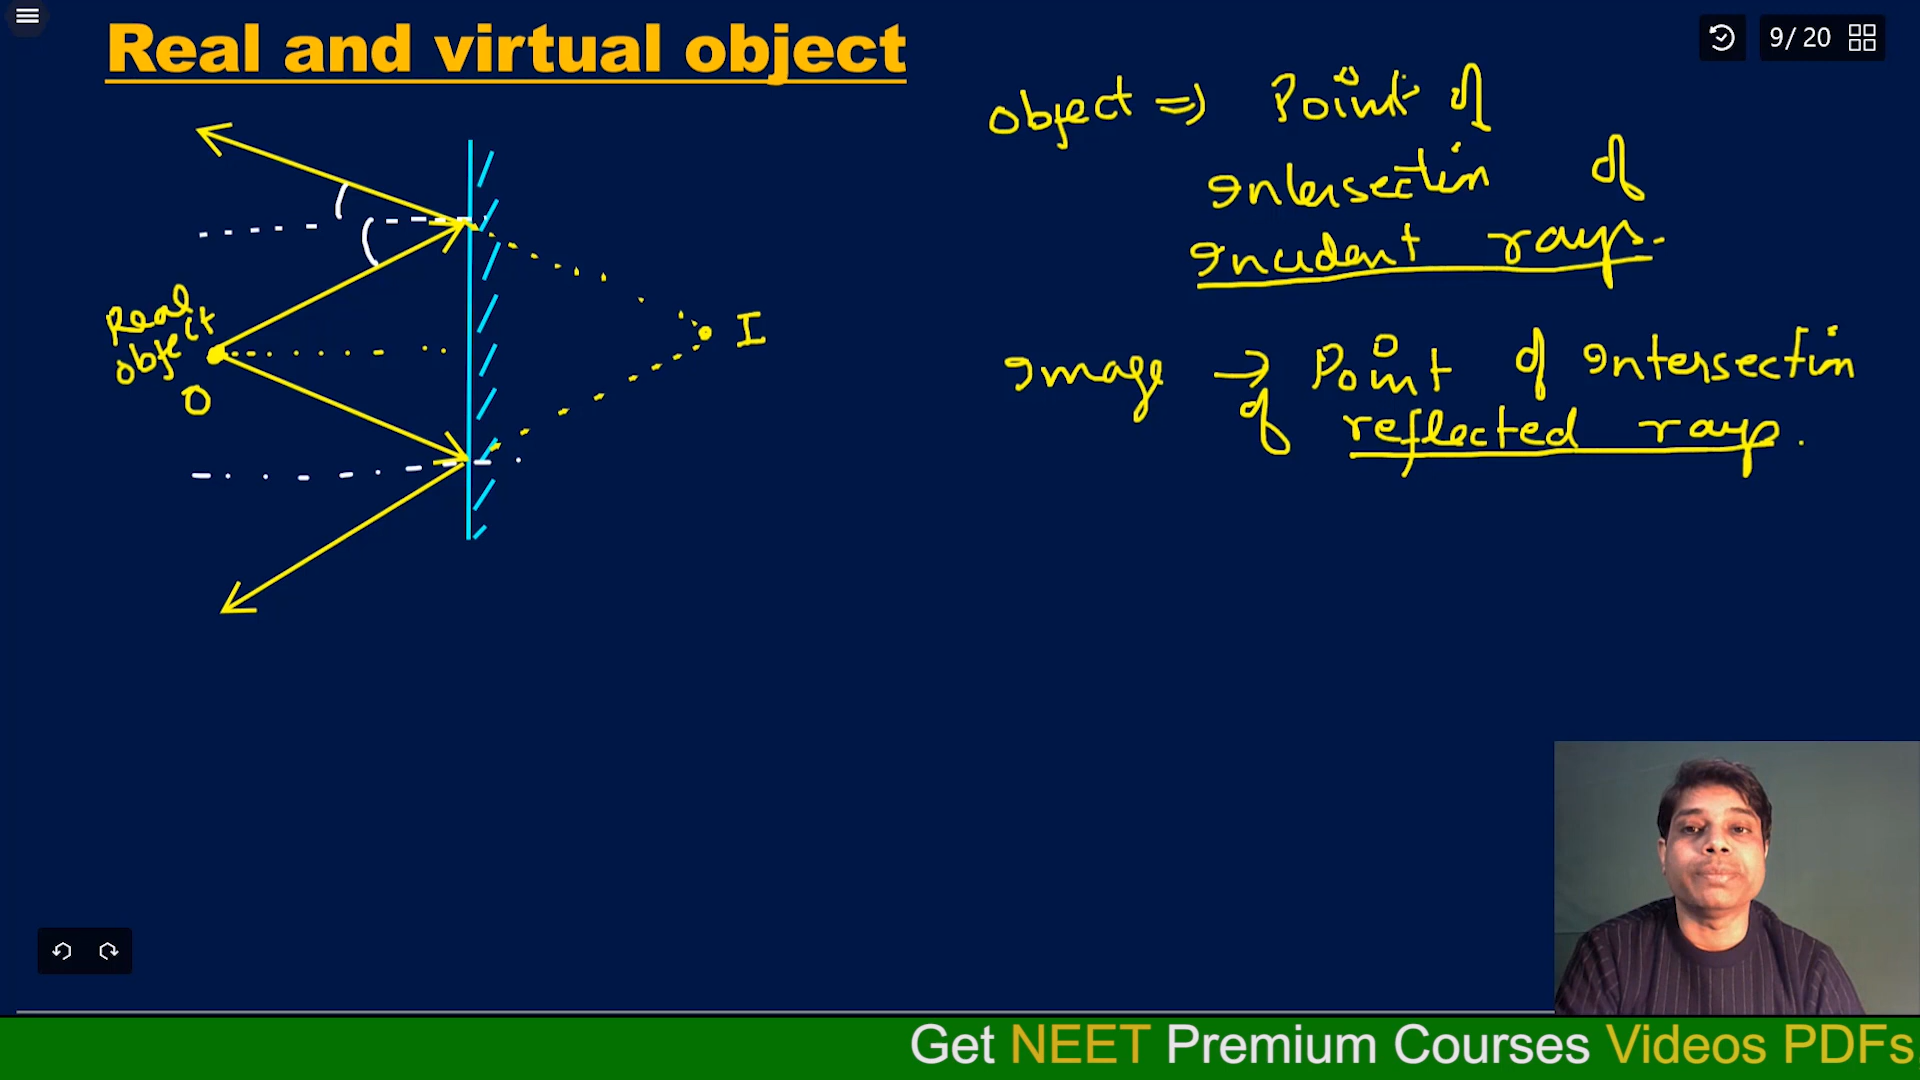 Real and virtual object
9/ 20
Object ⇒ Point of
Intersection of
Incident rays.
Real
object
O
I
Image → Point of Intersection
of reflected rays.
Get NEET Premium Courses Videos PDFs